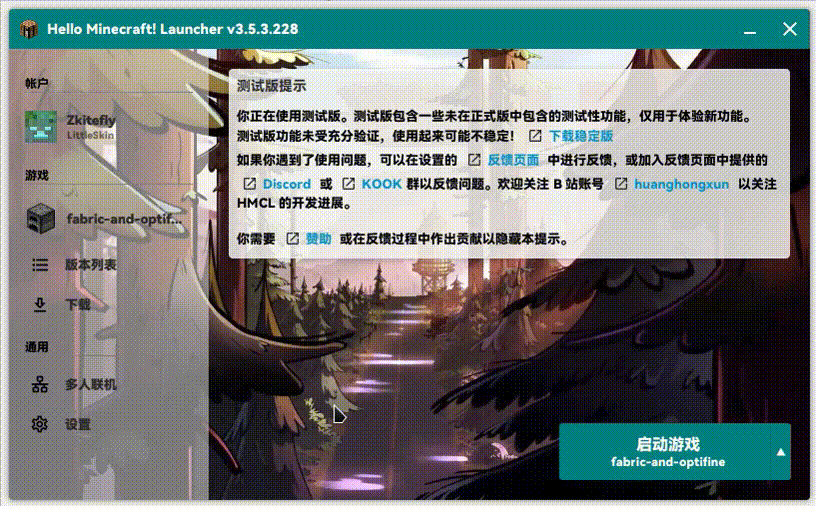 Hello Minecraft! Launcher v3.5.3.228
帐户
Zkitefly
LittleSkin
游戏
fabric-and-optif...
版本列表
下载
通用
多人联机
设置
测试版提示
你正在使用测试版。测试版包含一些未在正式版中包含的测试性功能，仅用于体验新功能。
测试版功能未受充分验证，使用起来可能不稳定！ 下载稳定版
如果你遇到了使用问题，可以在设置的 反馈页面 中进行反馈，或加入反馈页面中提供的
Discord 或 KOOK 群以反馈问题。欢迎关注 B 站账号 huanghongxun 以关注
HMCL 的开发进展。
你需要 赞助 或在反馈过程中作出贡献以隐藏本提示。
启动游戏
fabric-and-optifine